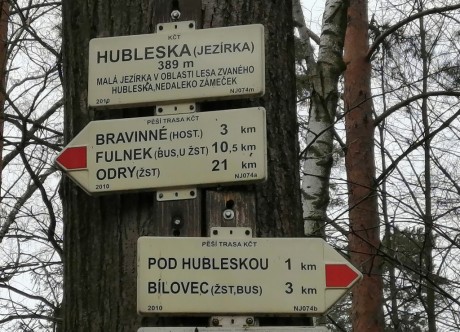 KČT
HUBLESKA (JEZÍRKA)
389 m
MALÁ JEZÍRKA V OBLASTI LESA ZVANÉHO
HUBLESKA, NEDALEKO ZÁMEČEK
2010 NJ074m
PĚŠÍ TRASA KČT
BRAVINNÉ (HOST.) 3 km
FULNEK (BUS, U ŽST) 10,5 km
ODRY (ŽST) 21 km
2010 NJ074a
PĚŠÍ TRASA KČT
POD HUBLESKOU 1 km
BÍLOVEC (ŽST, BUS) 3 km
2010 NJ074b